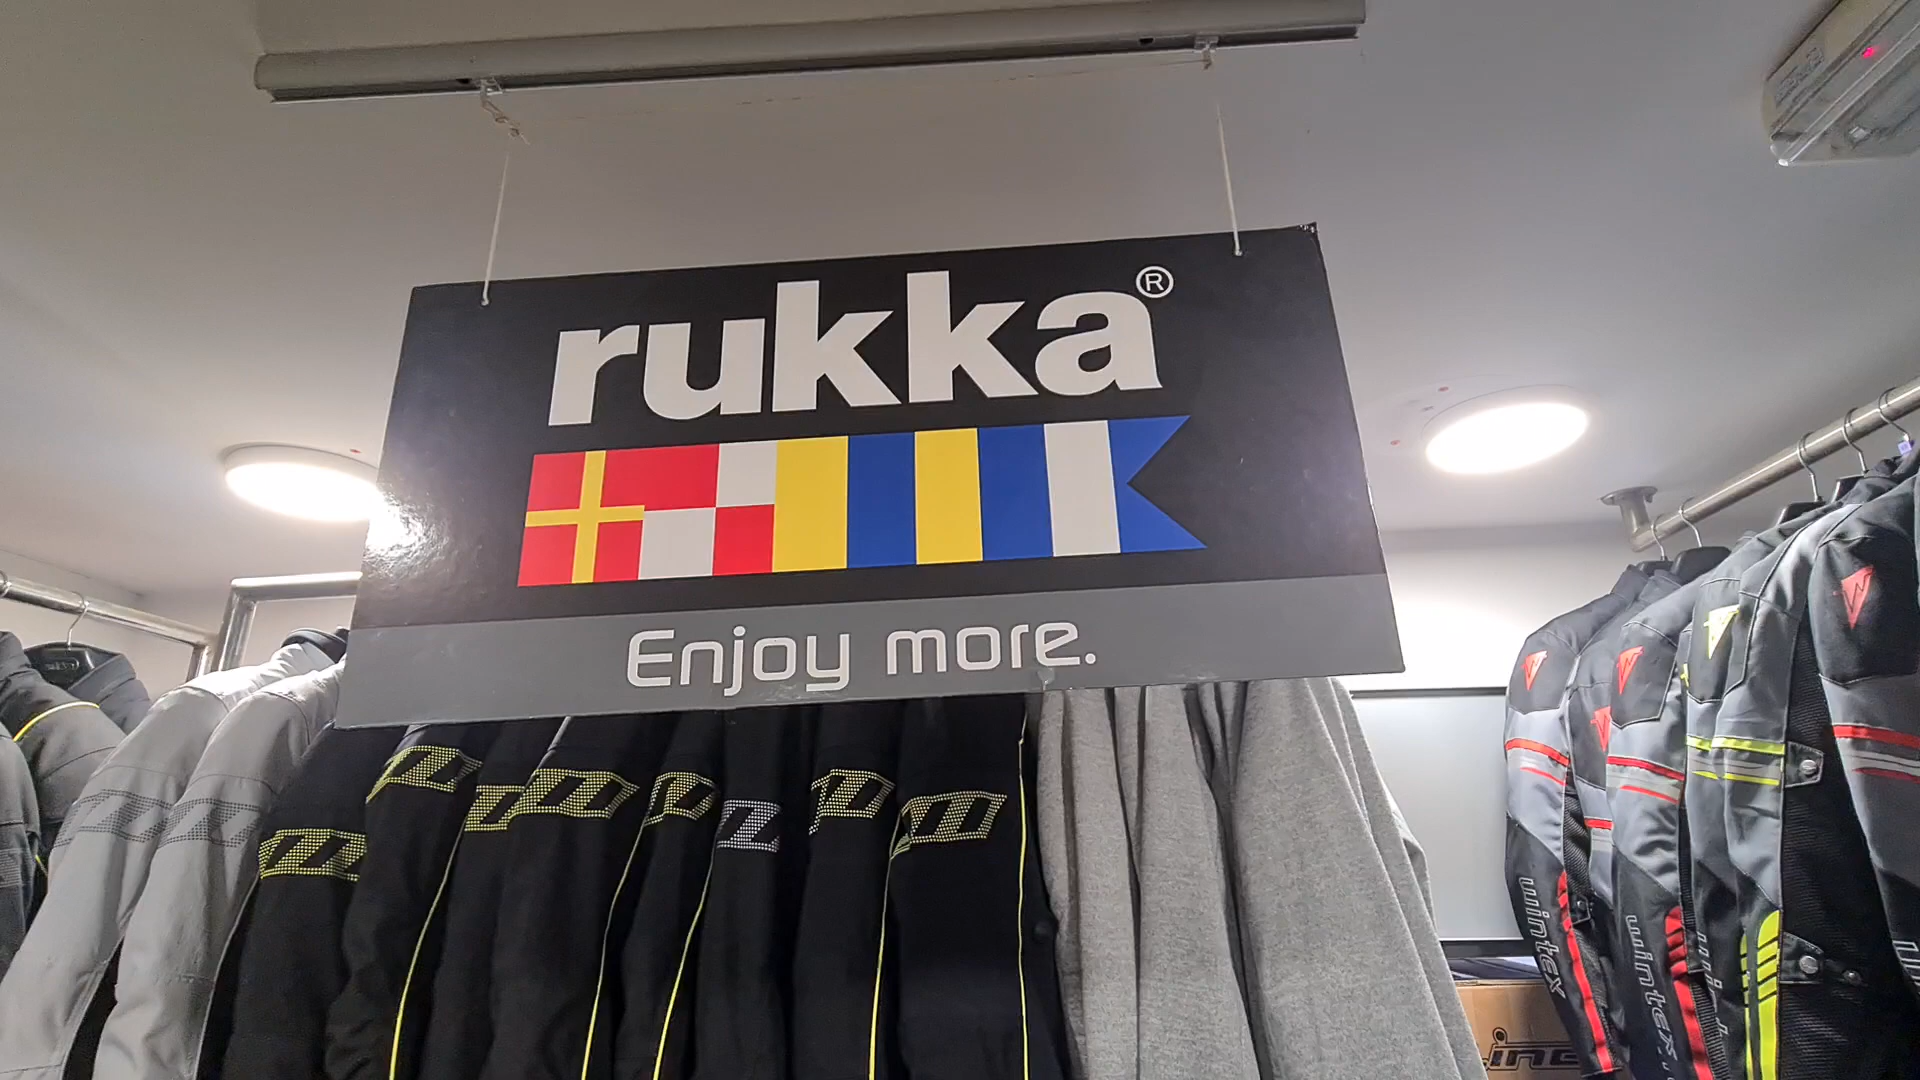 rukka®
Enjoy more.
wintex
wintex